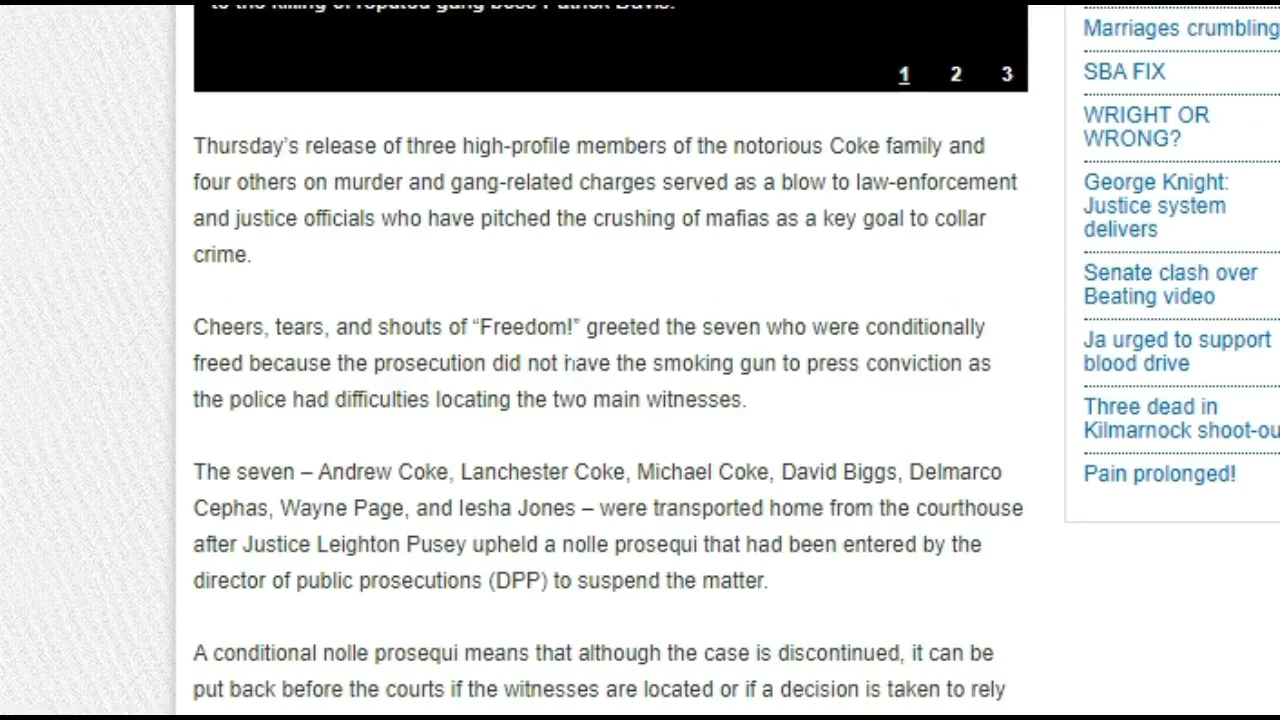 to the killing of reputed gang boss Patrick Davis.
1 2 3
Thursday’s release of three high-profile members of the notorious Coke family and
four others on murder and gang-related charges served as a blow to law-enforcement
and justice officials who have pitched the crushing of mafias as a key goal to collar
crime.
Cheers, tears, and shouts of “Freedom!” greeted the seven who were conditionally
freed because the prosecution did not have the smoking gun to press conviction as
the police had difficulties locating the two main witnesses.
The seven – Andrew Coke, Lanchester Coke, Michael Coke, David Biggs, Delmarco
Cephas, Wayne Page, and Iesha Jones – were transported home from the courthouse
after Justice Leighton Pusey upheld a nolle prosequi that had been entered by the
director of public prosecutions (DPP) to suspend the matter.
A conditional nolle prosequi means that although the case is discontinued, it can be
put back before the courts if the witnesses are located or if a decision is taken to rely
Marriages crumbling
SBA FIX
WRIGHT OR
WRONG?
George Knight:
Justice system
delivers
Senate clash over
Beating video
Ja urged to support
blood drive
Three dead in
Kilmarnock shoot-ou
Pain prolonged!